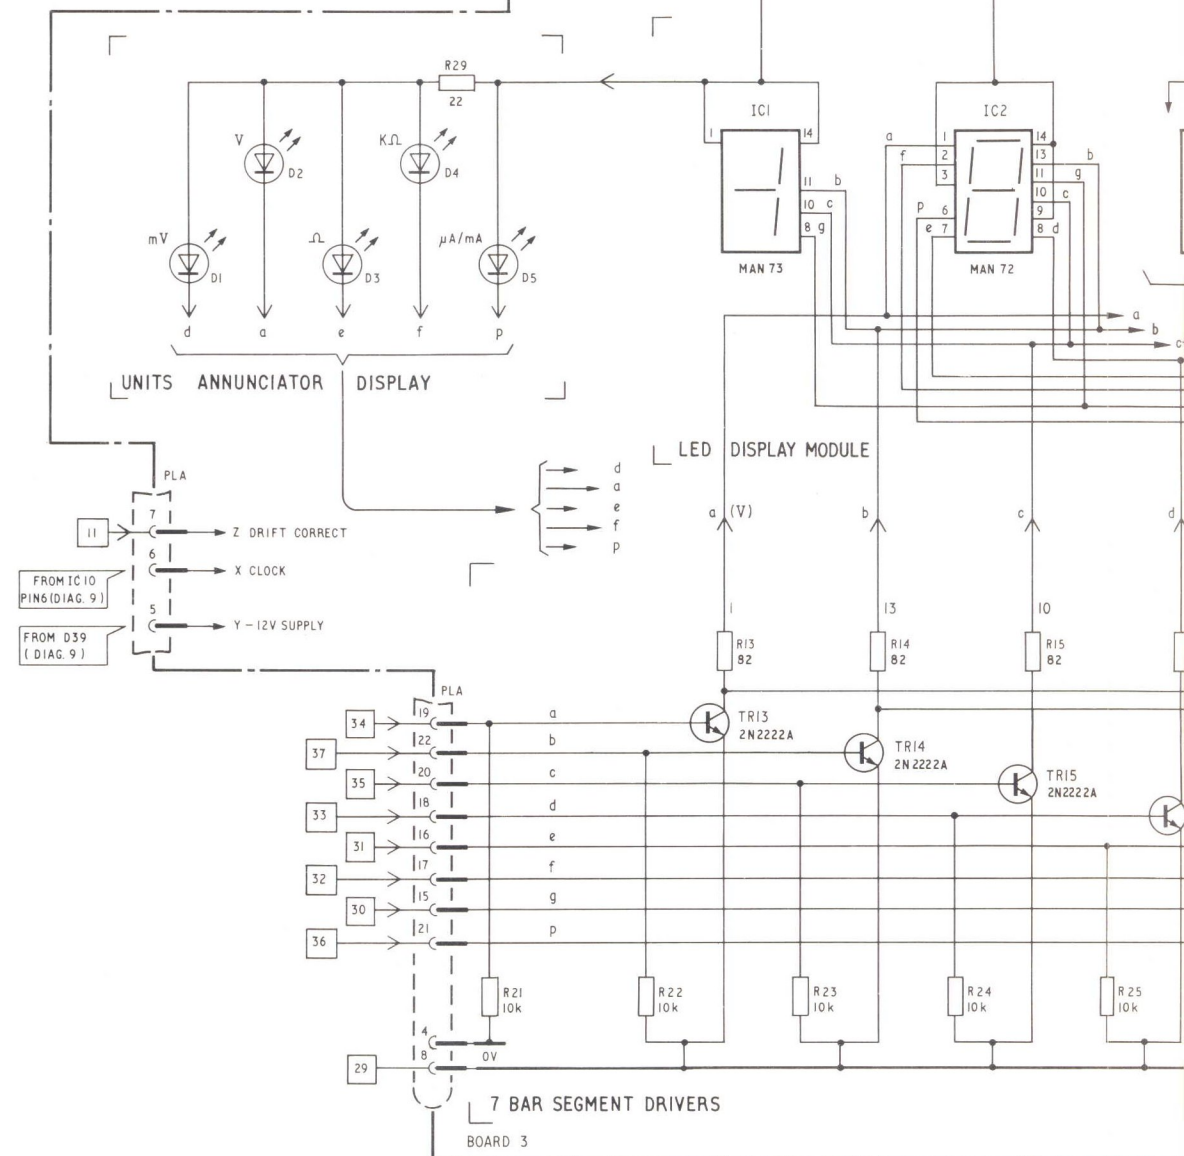 R29
22
V
D2
KΩ
D4
mV
D1
Ω
D3
µA/mA
D5
d a e f p
UNITS ANNUNCIATOR DISPLAY
IC1
1 14
11 b
10 c
8 g
MAN 73
IC2
a 1 14
f 2 13 b
3 11 g
10 c
p 6 9
e 7 8 d
MAN 72
a
b
c
LED DISPLAY MODULE
d
a
e
f
p
PLA
11 7 Z DRIFT CORRECT
6 X CLOCK
FROM IC10
PIN6(DIAG. 9)
5 Y -12V SUPPLY
FROM D39
(DIAG. 9)
a (V) b c d
1 13 10
R13
82
R14
82
R15
82
PLA
34 19 a
37 22 b
35 20 c
33 18 d
31 16 e
32 17 f
30 15 g
36 21 p
TR13
2N2222A
TR14
2N2222A
TR15
2N2222A
R21
10k
R22
10k
R23
10k
R24
10k
R25
10k
4
0V
29 8
7 BAR SEGMENT DRIVERS
BOARD 3